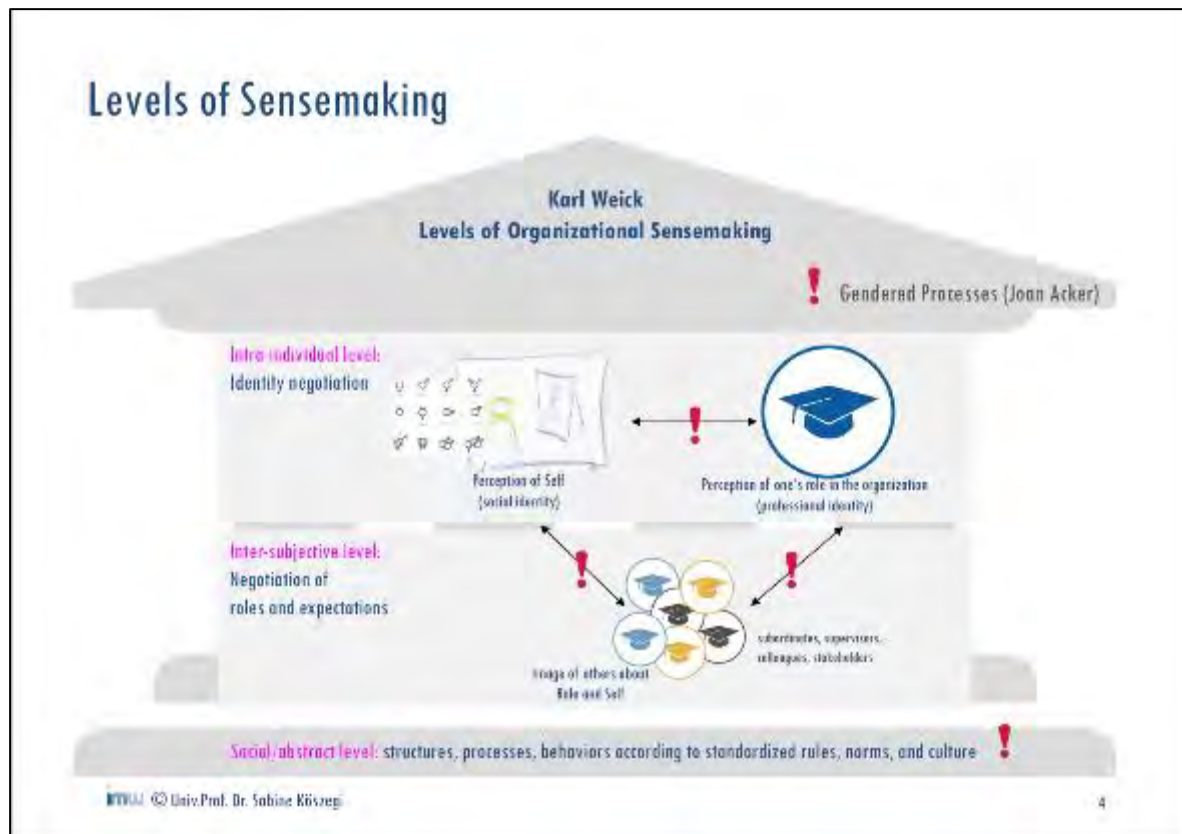 Levels of Sensemaking
Karl Weick
Levels of Organizational Sensemaking
! Gendered Processes (Joan Acker)
Intra-individual level:
Identity negotiation
!
Perception of Self
(social identity)
Perception of one's role in the organization
(professional identity)
Inter-subjective level:
Negotiation of
roles and expectations
!
!
subordinates, supervisors,
colleagues, stakeholders
Image of others about
Role and Self
Social/abstract level: structures, processes, behaviors according to standardized rules, norms, and culture !
imw © Univ.Prof. Dr. Sabine Köszegi
4